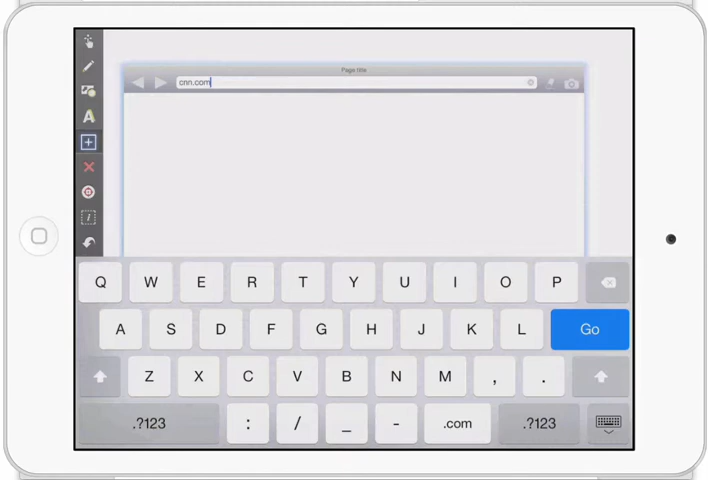 Page title
cnn.com
Q W E R T Y U I O P
A S D F G H J K L Go
Z X C V B N M , .
.?123 : / _ - .com .?123